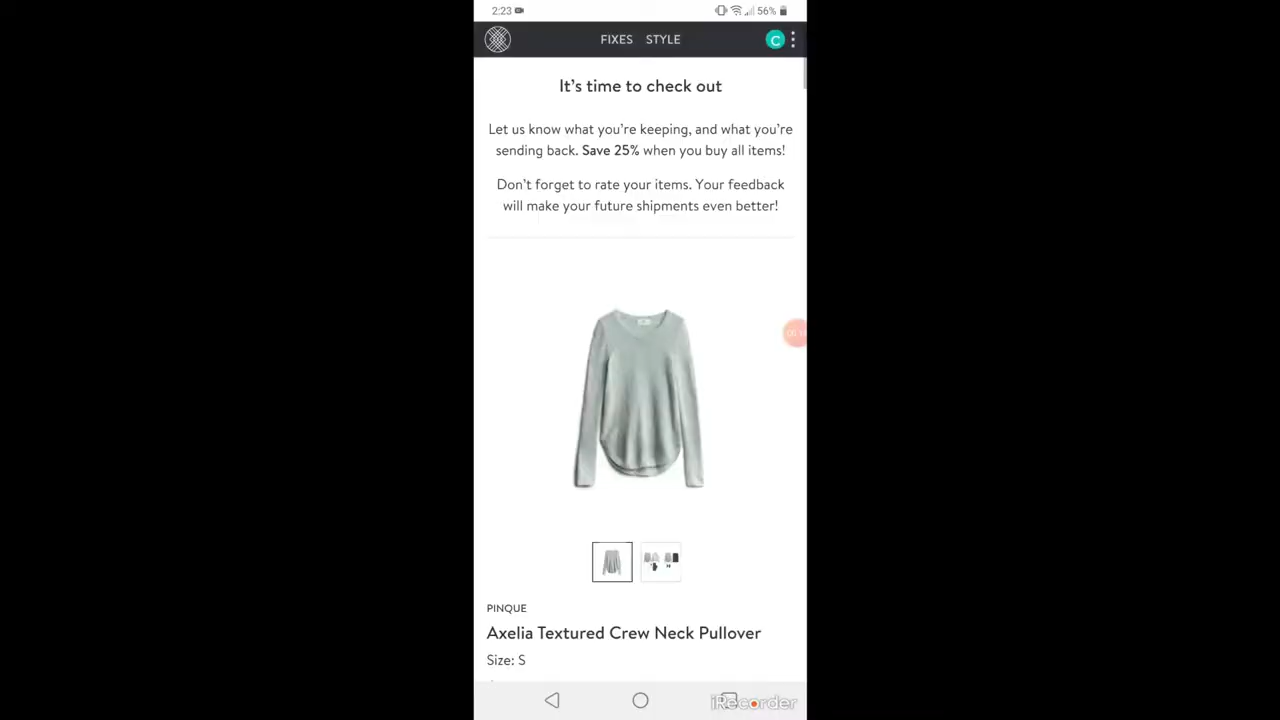 2:23
56%
FIXES STYLE
C
It's time to check out
Let us know what you're keeping, and what you're
sending back. Save 25% when you buy all items!
Don't forget to rate your items. Your feedback
will make your future shipments even better!
PINQUE
Axelia Textured Crew Neck Pullover
Size: S
iRecorder